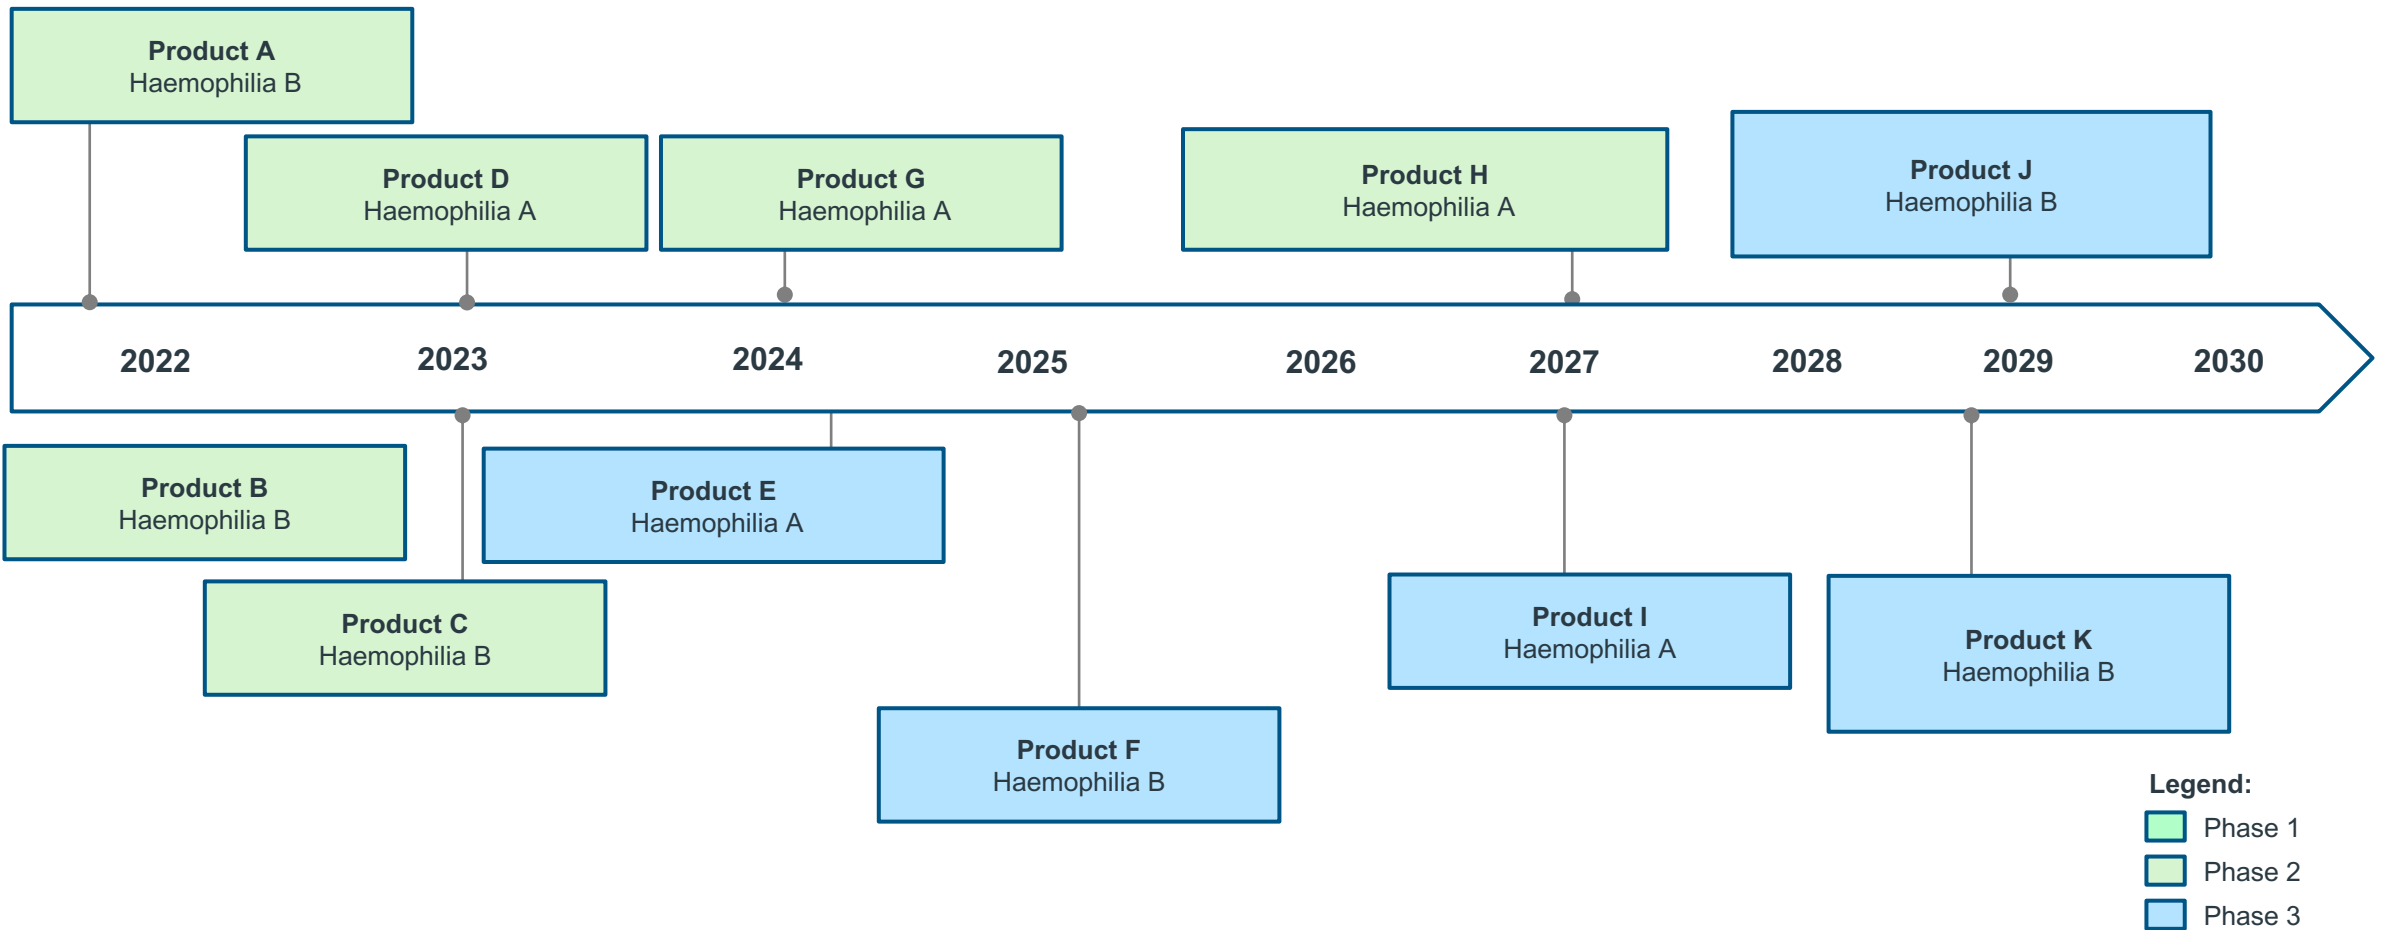 Product A
Haemophilia B
Product D
Haemophilia A
Product G
Haemophilia A
Product H
Haemophilia A
Product J
Haemophilia B
2022
2023
2024
2025
2026
2027
2028
2029
2030
Product B
Haemophilia B
Product E
Haemophilia A
Product C
Haemophilia B
Product I
Haemophilia A
Product K
Haemophilia B
Product F
Haemophilia B
Legend:
Phase 1
Phase 2
Phase 3